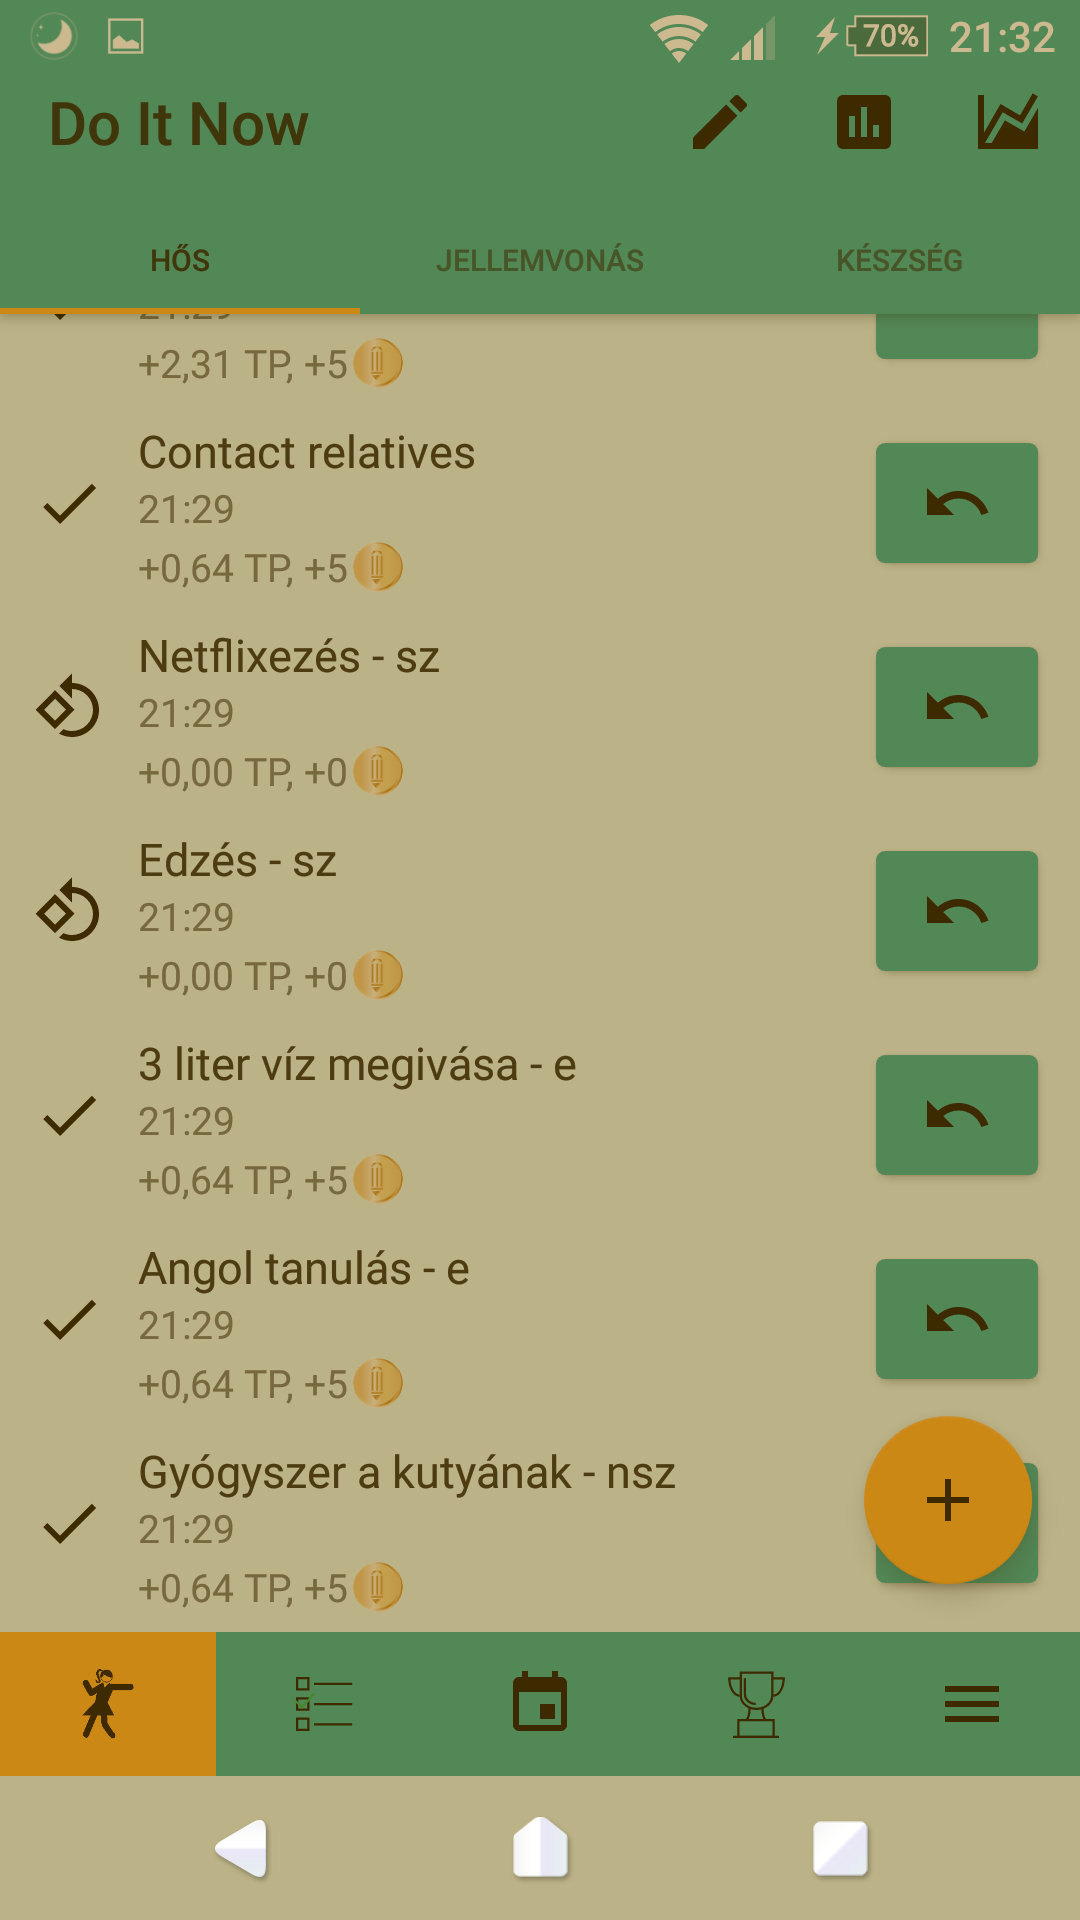 70% 21:32
Do It Now
HŐS JELLEMVONÁS KÉSZSÉG
21:29
+2,31 TP, +5
Contact relatives
21:29
+0,64 TP, +5
Netflixezés - sz
21:29
+0,00 TP, +0
Edzés - sz
21:29
+0,00 TP, +0
3 liter víz megivása - e
21:29
+0,64 TP, +5
Angol tanulás - e
21:29
+0,64 TP, +5
Gyógyszer a kutyának - nsz
21:29
+0,64 TP, +5